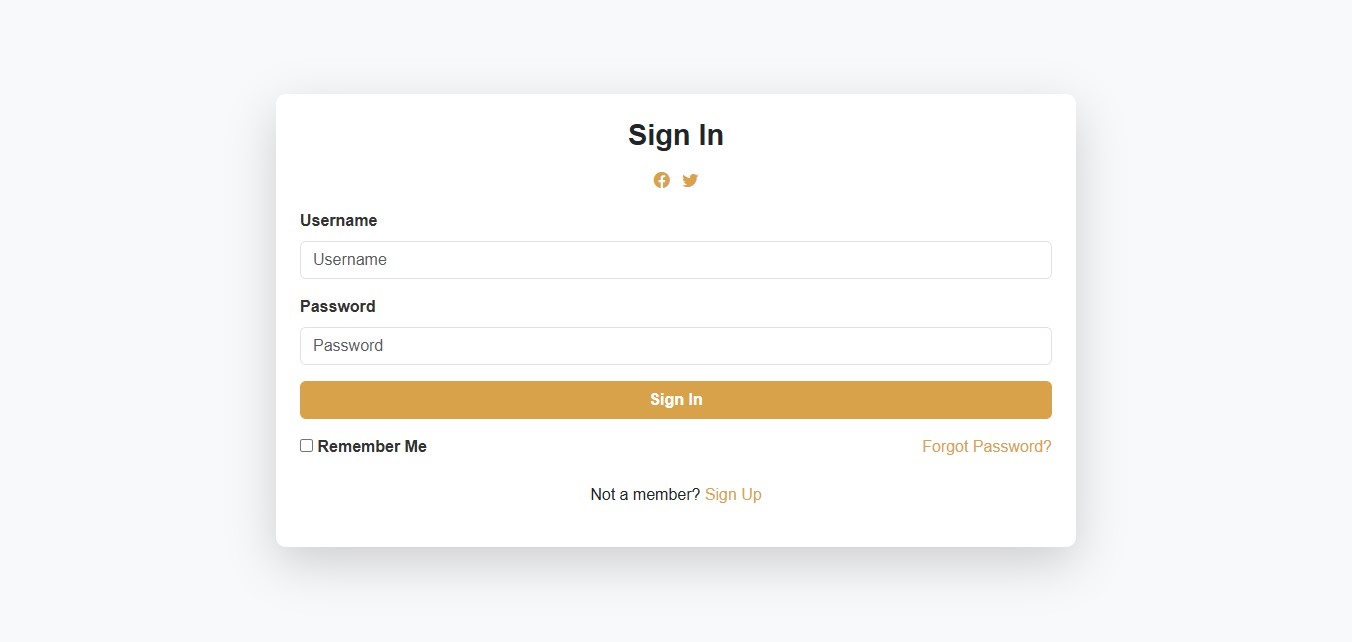 Sign In
Username
Username
Password
Password
Sign In
Remember Me Forgot Password?
Not a member? Sign Up